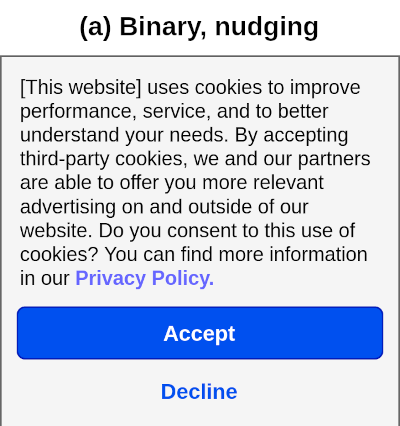 (a) Binary, nudging
[This website] uses cookies to improve
performance, service, and to better
understand your needs. By accepting
third-party cookies, we and our partners
are able to offer you more relevant
advertising on and outside of our
website. Do you consent to this use of
cookies? You can find more information
in our Privacy Policy.
Accept
Decline